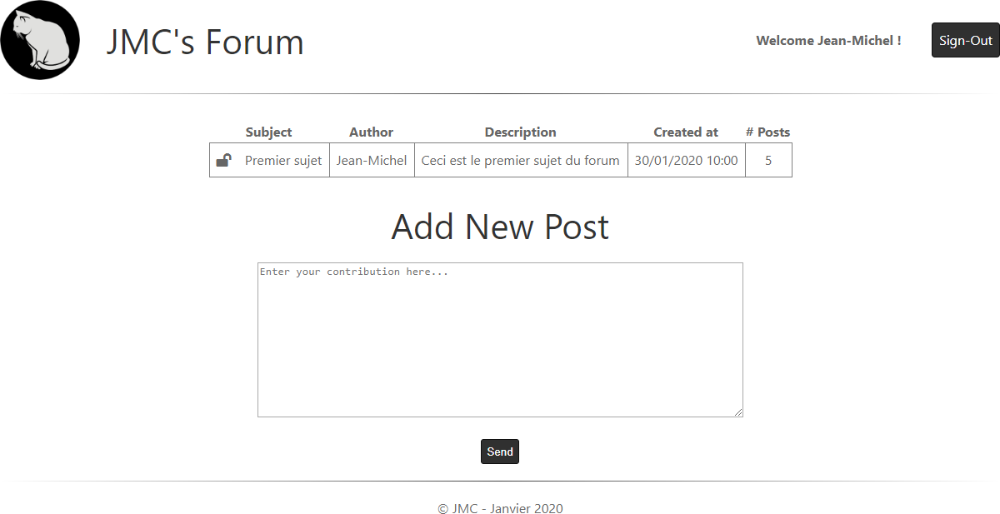 JMC's Forum
Welcome Jean-Michel !
Sign-Out
Subject Author Description Created at # Posts
Premier sujet Jean-Michel Ceci est le premier sujet du forum 30/01/2020 10:00 5
Add New Post
Enter your contribution here...
Send
© JMC - Janvier 2020